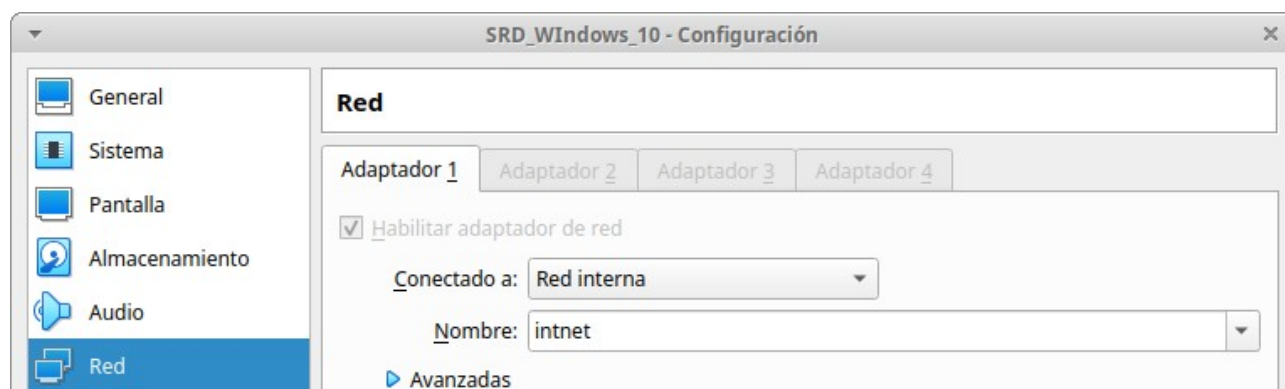 SRD_WIndows_10 - Configuración
General
Sistema
Pantalla
Almacenamiento
Audio
Red
Red
Adaptador 1 Adaptador 2 Adaptador 3 Adaptador 4
Habilitar adaptador de red
Conectado a: Red interna
Nombre: intnet
Avanzadas